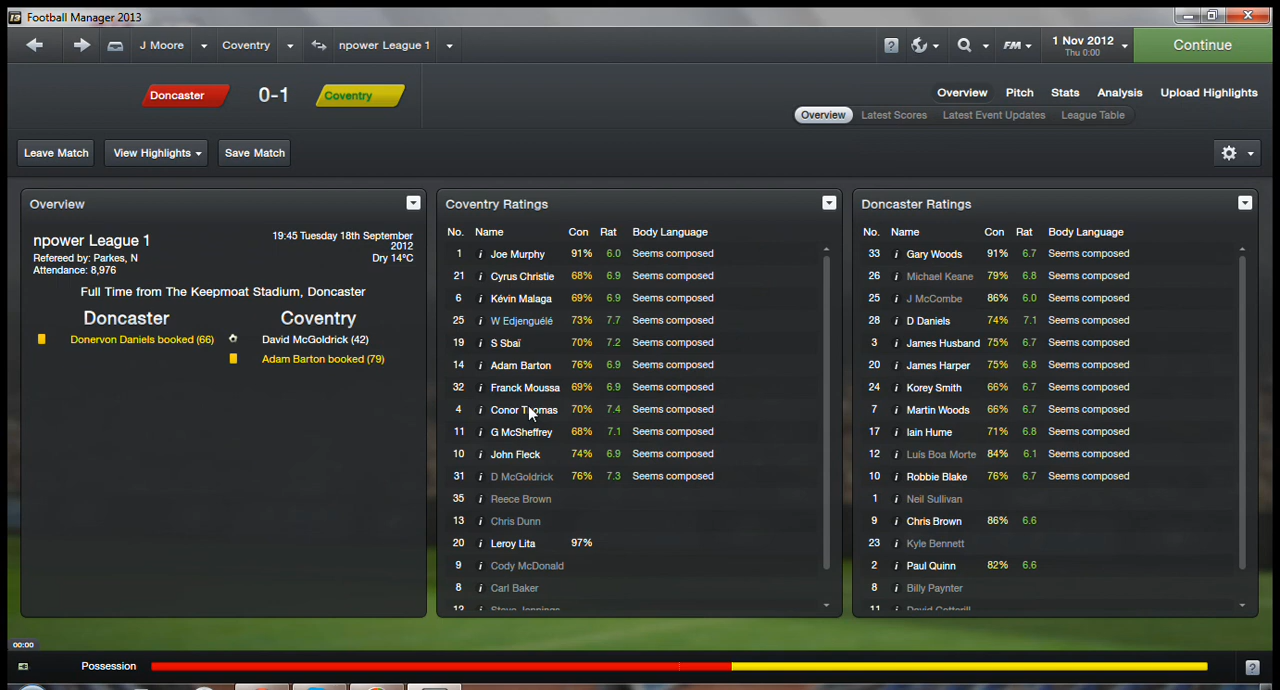 Football Manager 2013
J Moore Coventry npower League 1 ? FM 1 Nov 2012 Continue
Thu 0:00
Doncaster 0-1 Coventry
Overview Pitch Stats Analysis Upload Highlights
Overview Latest Scores Latest Event Updates League Table
Leave Match View Highlights Save Match
Overview
npower League 1
Refereed by: Parkes, N
Attendance: 8,976
19:45 Tuesday 18th September
2012
Dry 14°C
Full Time from The Keepmoat Stadium, Doncaster
Doncaster Coventry
Donervon Daniels booked (66) David McGoldrick (42)
Adam Barton booked (79)
Coventry Ratings
No. Name Con Rat Body Language
1 i Joe Murphy 91% 6.0 Seems composed
21 i Cyrus Christie 68% 6.9 Seems composed
6 i Kévin Malaga 69% 6.9 Seems composed
25 i W Edjenguélé 73% 7.7 Seems composed
19 i S Sbaï 70% 7.2 Seems composed
14 i Adam Barton 76% 6.9 Seems composed
32 i Franck Moussa 69% 6.9 Seems composed
4 i Conor Thomas 70% 7.4 Seems composed
11 i G McSheffrey 68% 7.1 Seems composed
10 i John Fleck 74% 6.9 Seems composed
31 i D McGoldrick 76% 7.3 Seems composed
35 i Reece Brown
13 i Chris Dunn
20 i Leroy Lita 97%
9 i Cody McDonald
8 i Carl Baker
12 Steve Jennings
Doncaster Ratings
No. Name Con Rat Body Language
33 i Gary Woods 91% 6.7 Seems composed
26 i Michael Keane 79% 6.8 Seems composed
25 i J McCombe 86% 6.0 Seems composed
28 i D Daniels 74% 7.1 Seems composed
3 i James Husband 75% 6.7 Seems composed
20 i James Harper 75% 6.8 Seems composed
24 i Korey Smith 66% 6.7 Seems composed
7 i Martin Woods 66% 6.7 Seems composed
17 i Iain Hume 71% 6.8 Seems composed
12 i Luís Boa Morte 84% 6.1 Seems composed
10 i Robbie Blake 76% 6.7 Seems composed
1 i Neil Sullivan
9 i Chris Brown 86% 6.6
23 i Kyle Bennett
2 i Paul Quinn 82% 6.6
8 i Billy Paynter
11 David Cotterill
00:00
Possession ?